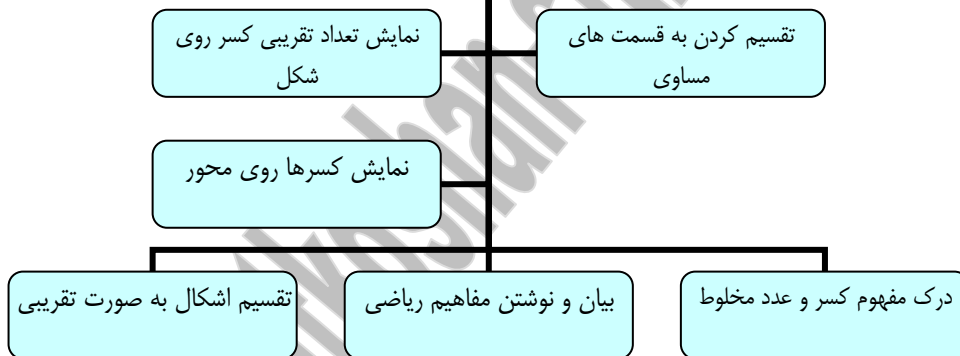 تقسیم کردن به قسمت های
مساوی
نمایش تعداد تقریبی کسر روی
شکل
نمایش کسرها روی محور
درک مفهوم کسر و عدد مخلوط
بیان و نوشتن مفاهیم ریاضی
تقسیم اشکال به صورت تقریبی